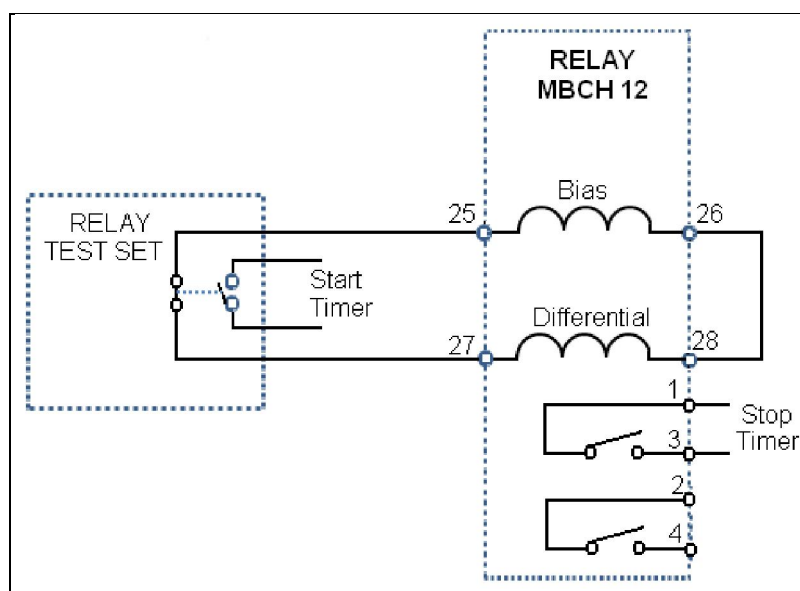 RELAY
MBCH 12
RELAY
TEST SET
Start
Timer
25
Bias
26
27
Differential
28
1
3
Stop
Timer
2
4